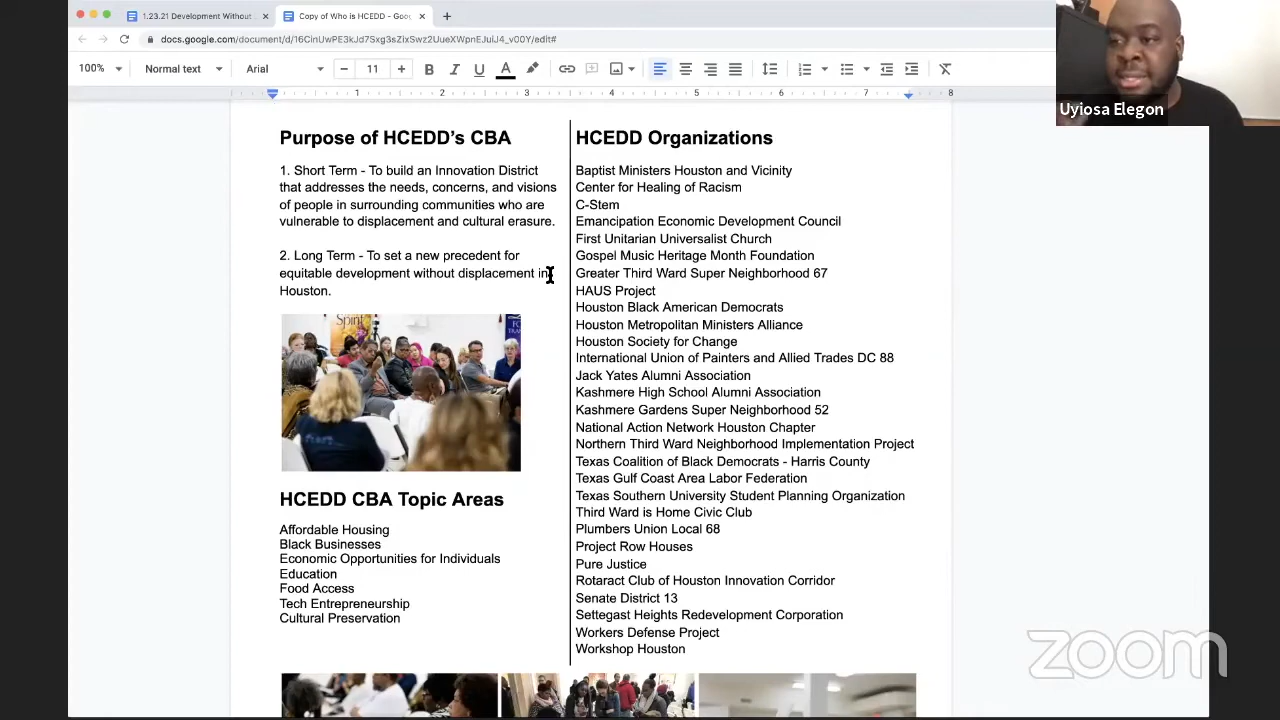 1.23.21 Development Without
Copy of Who is HCEDD - Goo
docs.google.com/document/d/
100%
Normal text
Arial
11
1 2 3 4 5 6 7 8
Uyiosa Elegon
Purpose of HCEDD's CBA
1. Short Term - To build an Innovation District
that addresses the needs, concerns, and visions
of people in surrounding communities who are
vulnerable to displacement and cultural erasure.
2. Long Term - To set a new precedent for
equitable development without displacement in
Houston.
Spirit
HCEDD CBA Topic Areas
Affordable Housing
Black Businesses
Economic Opportunities for Individuals
Education
Food Access
Tech Entrepreneurship
Cultural Preservation
HCEDD Organizations
Baptist Ministers Houston and Vicinity
Center for Healing of Racism
C-Stem
Emancipation Economic Development Council
First Unitarian Universalist Church
Gospel Music Heritage Month Foundation
Greater Third Ward Super Neighborhood 67
HAUS Project
Houston Black American Democrats
Houston Metropolitan Ministers Alliance
Houston Society for Change
International Union of Painters and Allied Trades DC 88
Jack Yates Alumni Association
Kashmere High School Alumni Association
Kashmere Gardens Super Neighborhood 52
National Action Network Houston Chapter
Northern Third Ward Neighborhood Implementation Project
Texas Coalition of Black Democrats - Harris County
Texas Gulf Coast Area Labor Federation
Texas Southern University Student Planning Organization
Third Ward is Home Civic Club
Plumbers Union Local 68
Project Row Houses
Pure Justice
Rotaract Club of Houston Innovation Corridor
Senate District 13
Settegast Heights Redevelopment Corporation
Workers Defense Project
Workshop Houston
zoom